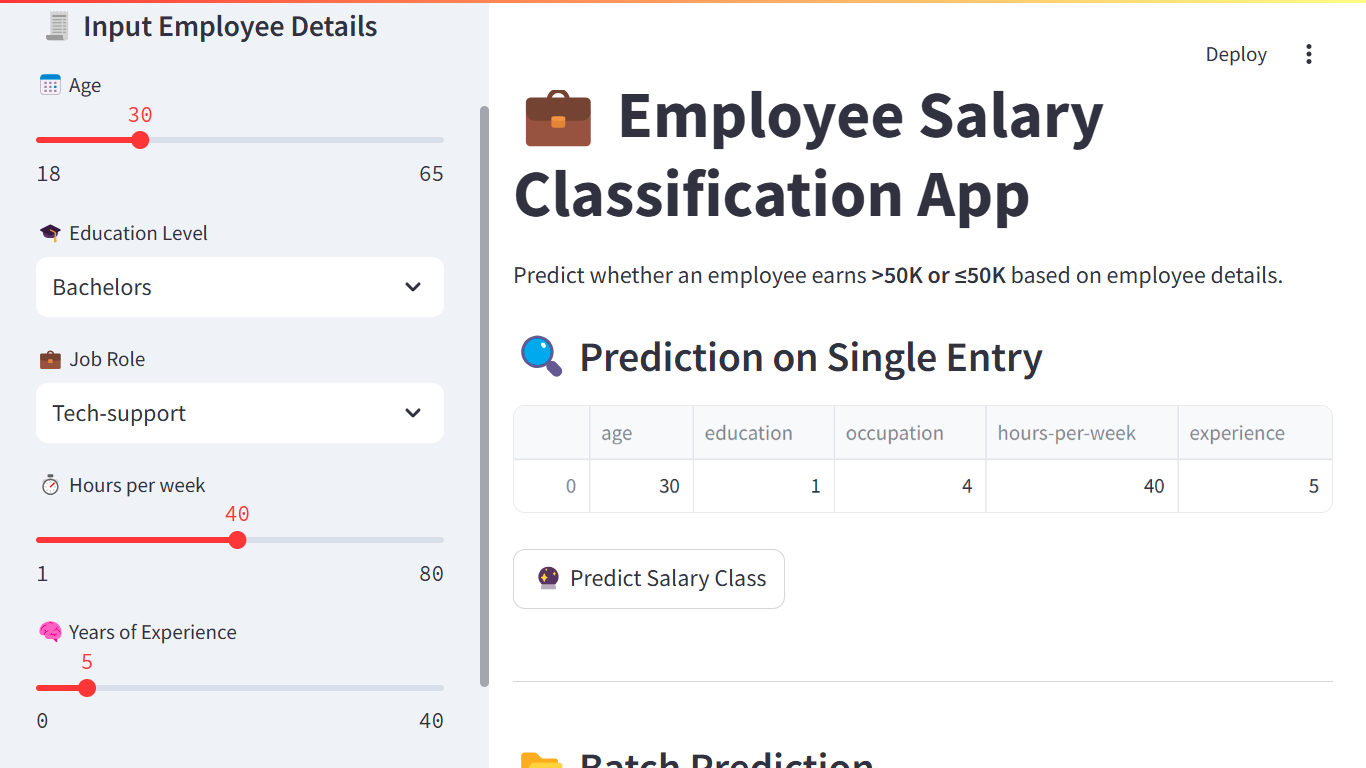 Input Employee Details
Age
30
18 65
Education Level
Bachelors
Job Role
Tech-support
Hours per week
40
1 80
Years of Experience
5
0 40
Deploy
Employee Salary
Classification App
Predict whether an employee earns >50K or ≤50K based on employee details.
Prediction on Single Entry
age education occupation hours-per-week experience
0 30 1 4 40 5
Predict Salary Class
Batch Prediction